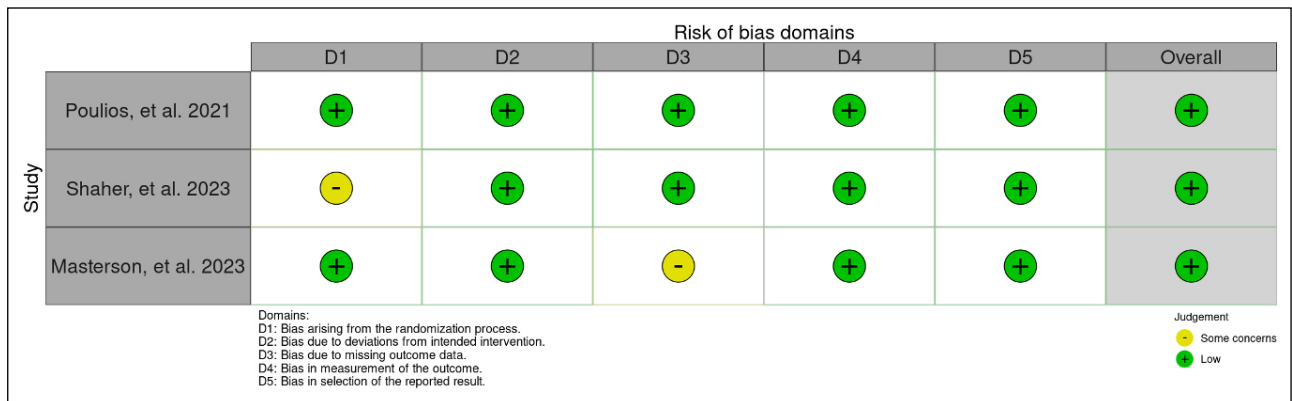 Risk of bias domains
D1 D2 D3 D4 D5 Overall
Study
Poulios, et al. 2021 + + + + + +
Shaher, et al. 2023 - + + + + +
Masterson, et al. 2023 + + - + + +
Domains:
D1: Bias arising from the randomization process.
D2: Bias due to deviations from intended intervention.
D3: Bias due to missing outcome data.
D4: Bias in measurement of the outcome.
D5: Bias in selection of the reported result.
Judgement
- Some concerns
+ Low